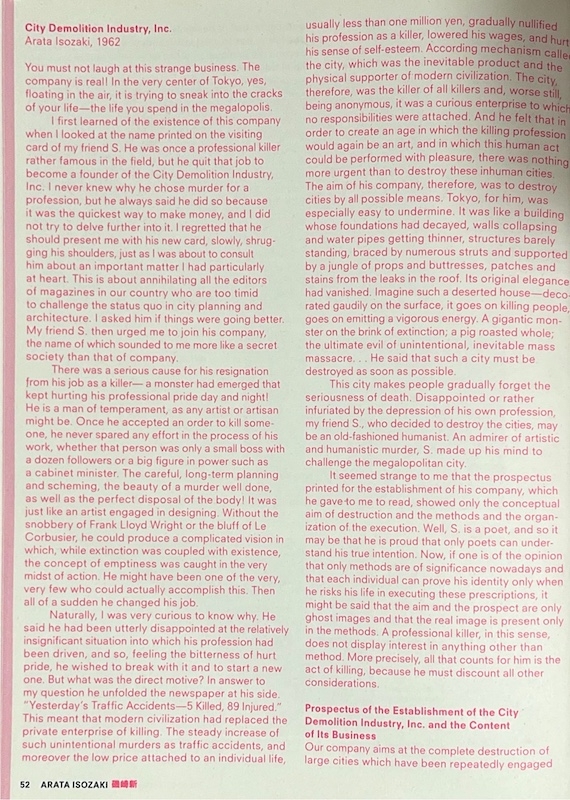 City Demolition Industry, Inc.
Arata Isozaki, 1962
You must not laugh at this strange business. The
company is real! In the very center of Tokyo, yes,
floating in the air, it is trying to sneak into the cracks
of your life—the life you spend in the megalopolis.
I first learned of the existence of this company
when I looked at the name printed on the visiting
card of my friend S. He was once a professional killer
rather famous in the field, but he quit that job to
become a founder of the City Demolition Industry,
Inc. I never knew why he chose murder for a
profession, but he always said he did so because
it was the quickest way to make money, and I did
not try to delve further into it. I regretted that he
should present me with his new card, slowly, shrug-
ging his shoulders, just as I was about to consult
him about an important matter I had particularly
at heart. This is about annihilating all the editors
of magazines in our country who are too timid
to challenge the status quo in city planning and
architecture. I asked him if things were going better.
My friend S. then urged me to join his company,
the name of which sounded to me more like a secret
society than that of company.
There was a serious cause for his resignation
from his job as a killer— a monster had emerged that
kept hurting his professional pride day and night!
He is a man of temperament, as any artist or artisan
might be. Once he accepted an order to kill some-
one, he never spared any effort in the process of his
work, whether that person was only a small boss with
a dozen followers or a big figure in power such as
a cabinet minister. The careful, long-term planning
and scheming, the beauty of a murder well done,
as well as the perfect disposal of the body! It was
just like an artist engaged in designing. Without the
snobbery of Frank Lloyd Wright or the bluff of Le
Corbusier, he could produce a complicated vision in
which, while extinction was coupled with existence,
the concept of emptiness was caught in the very
midst of action. He might have been one of the very,
very few who could actually accomplish this. Then
all of a sudden he changed his job.
Naturally, I was very curious to know why. He
said he had been utterly disappointed at the relatively
insignificant situation into which his profession had
been driven, and so, feeling the bitterness of hurt
pride, he wished to break with it and to start a new
one. But what was the direct motive? In answer to
my question he unfolded the newspaper at his side.
"Yesterday's Traffic Accidents—5 Killed, 89 Injured."
This meant that modern civilization had replaced the
private enterprise of killing. The steady increase of
such unintentional murders as traffic accidents, and
moreover the low price attached to an individual life,
usually less than one million yen, gradually nullified
his profession as a killer, lowered his wages, and hurt
his sense of self-esteem. According mechanism called
the city, which was the inevitable product and the
physical supporter of modern civilization. The city,
therefore, was the killer of all killers and, worse still,
being anonymous, it was a curious enterprise to which
no responsibilities were attached. And he felt that in
order to create an age in which the killing profession
would again be an art, and in which this human act
could be performed with pleasure, there was nothing
more urgent than to destroy these inhuman cities.
The aim of his company, therefore, was to destroy
cities by all possible means. Tokyo, for him, was
especially easy to undermine. It was like a building
whose foundations had decayed, walls collapsing
and water pipes getting thinner, structures barely
standing, braced by numerous struts and supported
by a jungle of props and buttresses, patches and
stains from the leaks in the roof. Its original elegance
had vanished. Imagine such a deserted house—deco-
rated gaudily on the surface, it goes on killing people,
goes on emitting a vigorous energy. A gigantic mon-
ster on the brink of extinction; a pig roasted whole;
the ultimate evil of unintentional, inevitable mass
massacre. . . He said that such a city must be
destroyed as soon as possible.
This city makes people gradually forget the
seriousness of death. Disappointed or rather
infuriated by the depression of his own profession,
my friend S., who decided to destroy the cities, may
be an old-fashioned humanist. An admirer of artistic
and humanistic murder, S. made up his mind to
challenge the megalopolitan city.
It seemed strange to me that the prospectus
printed for the establishment of his company, which
he gave to me to read, showed only the conceptual
aim of destruction and the methods and the organ-
ization of the execution. Well, S. is a poet, and so it
may be that he is proud that only poets can under-
stand his true intention. Now, if one is of the opinion
that only methods are of significance nowadays and
that each individual can prove his identity only when
he risks his life in executing these prescriptions, it
might be said that the aim and the prospect are only
ghost images and that the real image is present only
in the methods. A professional killer, in this sense,
does not display interest in anything other than
method. More precisely, all that counts for him is the
act of killing, because he must discount all other
considerations.
Prospectus of the Establishment of the City
Demolition Industry, Inc. and the Content
of Its Business
Our company aims at the complete destruction of
large cities which have been repeatedly engaged
52 ARATA ISOZAKI 磯崎新